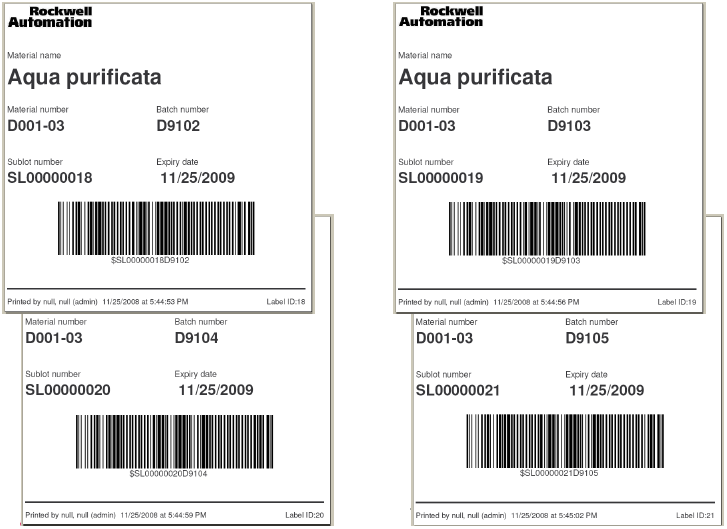 Rockwell
Automation
Material name
Aqua purificata
Material number Batch number
D001-03 D9102
Sublot number Expiry date
SL00000018 11/25/2009
$SL00000018D9102
Printed by null, null (admin) 11/25/2008 at 5:44:53 PM Label ID:18
Rockwell
Automation
Material name
Aqua purificata
Material number Batch number
D001-03 D9103
Sublot number Expiry date
SL00000019 11/25/2009
$SL00000019D9103
Printed by null, null (admin) 11/25/2008 at 5:44:56 PM Label ID:19
Material number Batch number
D001-03 D9104
Sublot number Expiry date
SL00000020 11/25/2009
$SL00000020D9104
Printed by null, null (admin) 11/25/2008 at 5:44:59 PM Label ID:20
Material number Batch number
D001-03 D9105
Sublot number Expiry date
SL00000021 11/25/2009
$SL00000021D9105
Printed by null, null (admin) 11/25/2008 at 5:45:02 PM Label ID:21